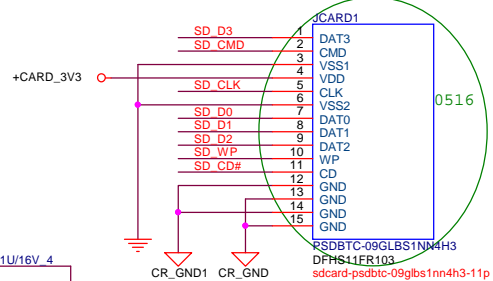 JCARD1
SD_D3 1 DAT3
SD_CMD 2 CMD
3 VSS1
+CARD_3V3 4 VDD
SD_CLK 5 CLK
0516
6 VSS2
SD_D0 7 DAT0
SD_D1 8 DAT1
SD_D2 9 DAT2
SD_WP 10 WP
SD_CD# 11 CD
12 GND
13 GND
14 GND
15 GND
PSDBTC-09GLBS1NN4H3
DFHS11FR103
1U/16V_4
CR_GND1 CR_GND
sdcard-psdbtc-09glbs1nn4h3-11p